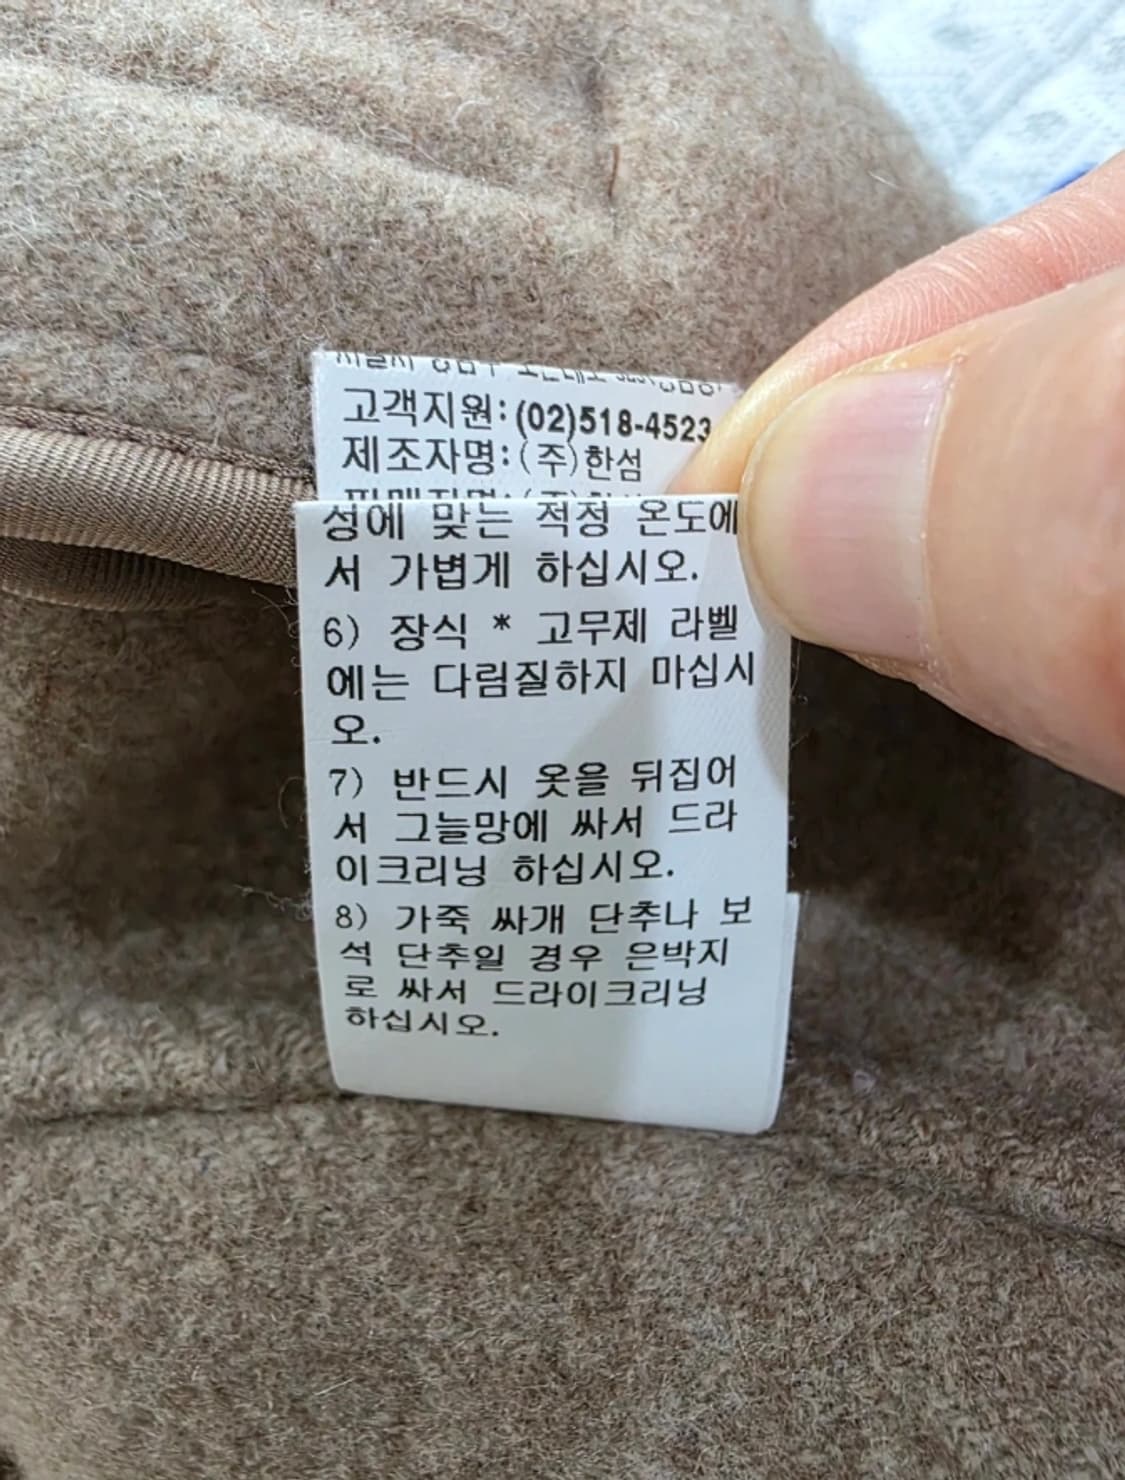 고객지원:(02)518-4523
제조자명:(주)한섬
성에 맞는 적정 온도에
서 가볍게 하십시오.
6) 장식 * 고무제 라벨
에는 다림질하지 마십시
오.
7) 반드시 옷을 뒤집어
서 그늘망에 싸서 드라
이크리닝 하십시오.
8) 가죽 싸개 단추나 보
석 단추일 경우 은박지
로 싸서 드라이크리닝
하십시오.